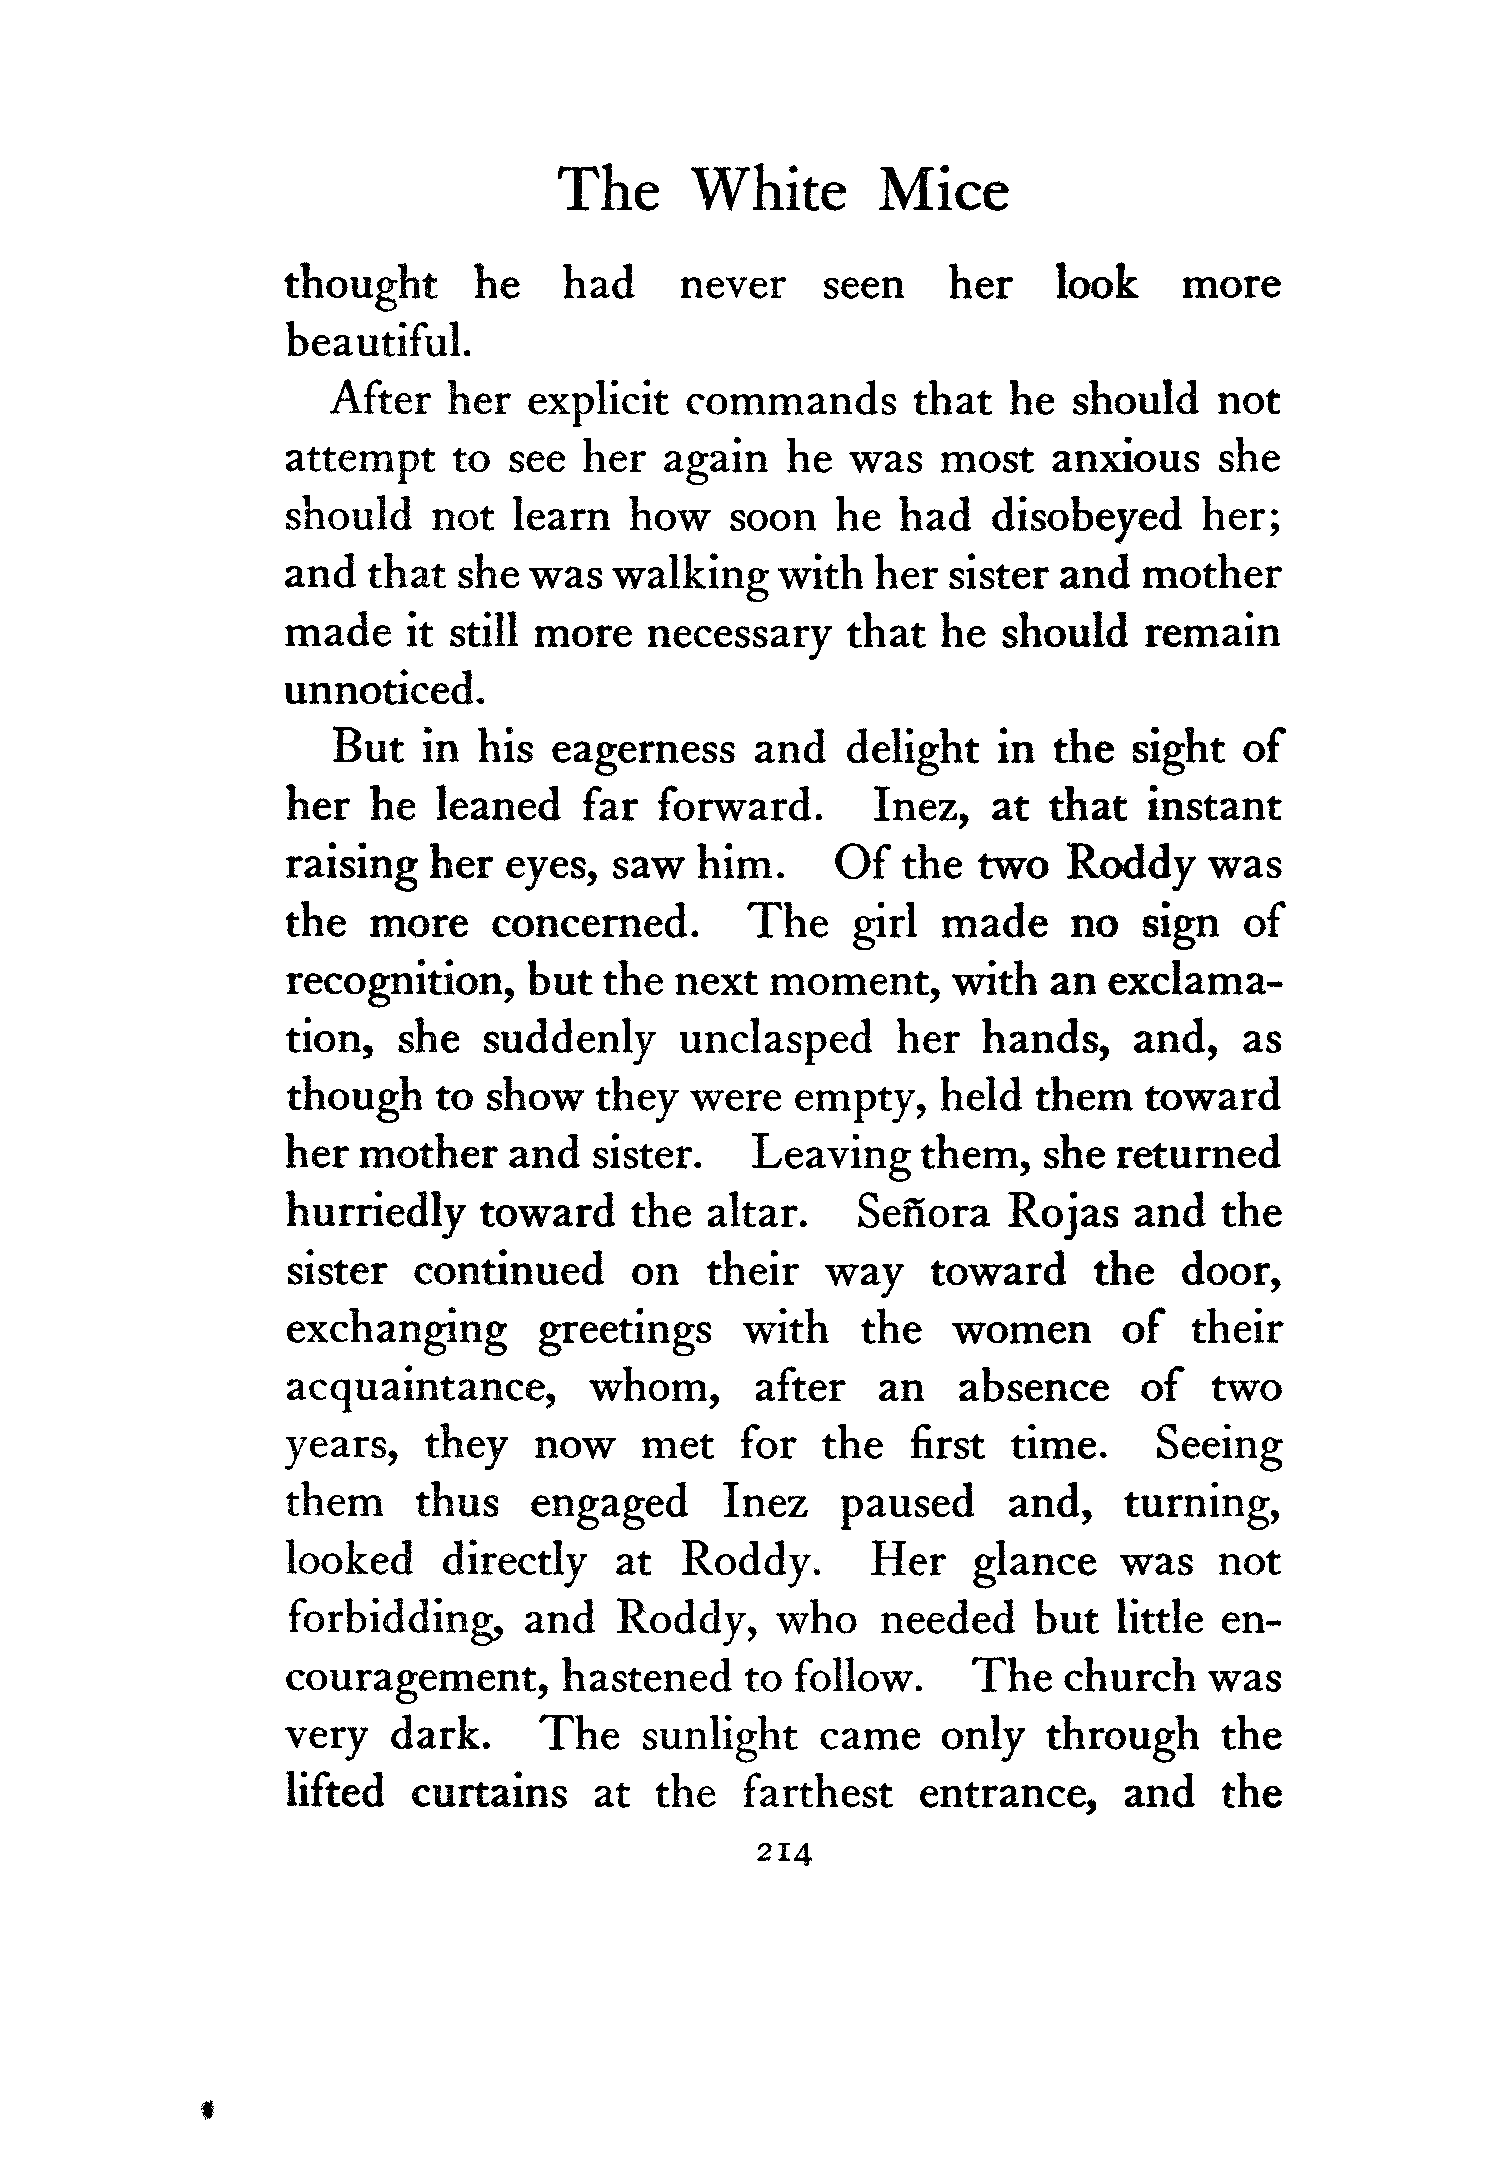 The White Mice
thought he had never seen her look more
beautiful.
After her explicit commands that he should not
attempt to see her again he was most anxious she
should not learn how soon he had disobeyed her;
and that she was walking with her sister and mother
made it still more necessary that he should remain
unnoticed.
But in his eagerness and delight in the sight of
her he leaned far forward. Inez, at that instant
raising her eyes, saw him. Of the two Roddy was
the more concerned. The girl made no sign of
recognition, but the next moment, with an exclama-
tion, she suddenly unclasped her hands, and, as
though to show they were empty, held them toward
her mother and sister. Leaving them, she returned
hurriedly toward the altar. Señora Rojas and the
sister continued on their way toward the door,
exchanging greetings with the women of their
acquaintance, whom, after an absence of two
years, they now met for the first time. Seeing
them thus engaged Inez paused and, turning,
looked directly at Roddy. Her glance was not
forbidding, and Roddy, who needed but little en-
couragement, hastened to follow. The church was
very dark. The sunlight came only through the
lifted curtains at the farthest entrance, and the
214